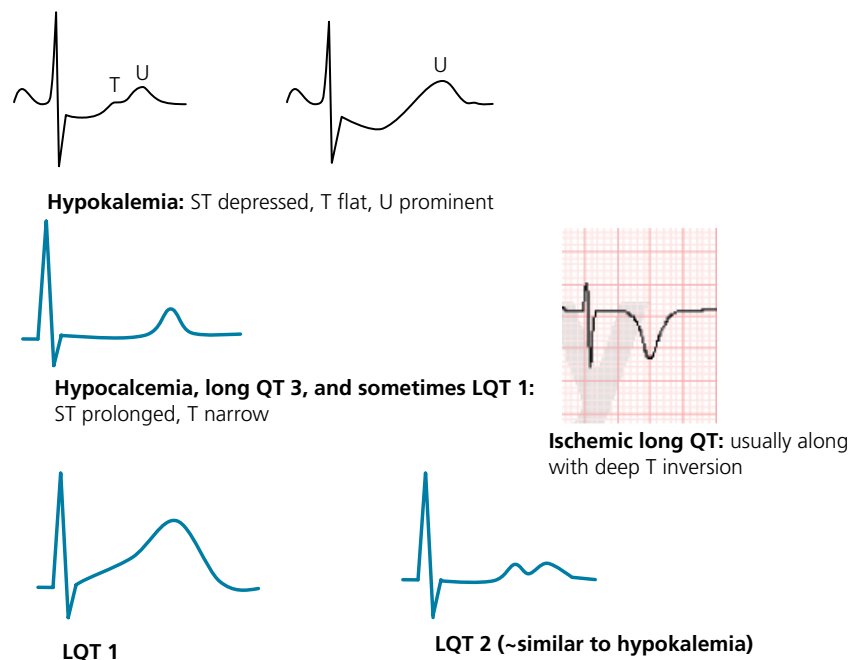 T U
U
Hypokalemia: ST depressed, T flat, U prominent
Hypocalcemia, long QT 3, and sometimes LQT 1:
ST prolonged, T narrow
Ischemic long QT: usually along
with deep T inversion
LQT 1
LQT 2 (~similar to hypokalemia)